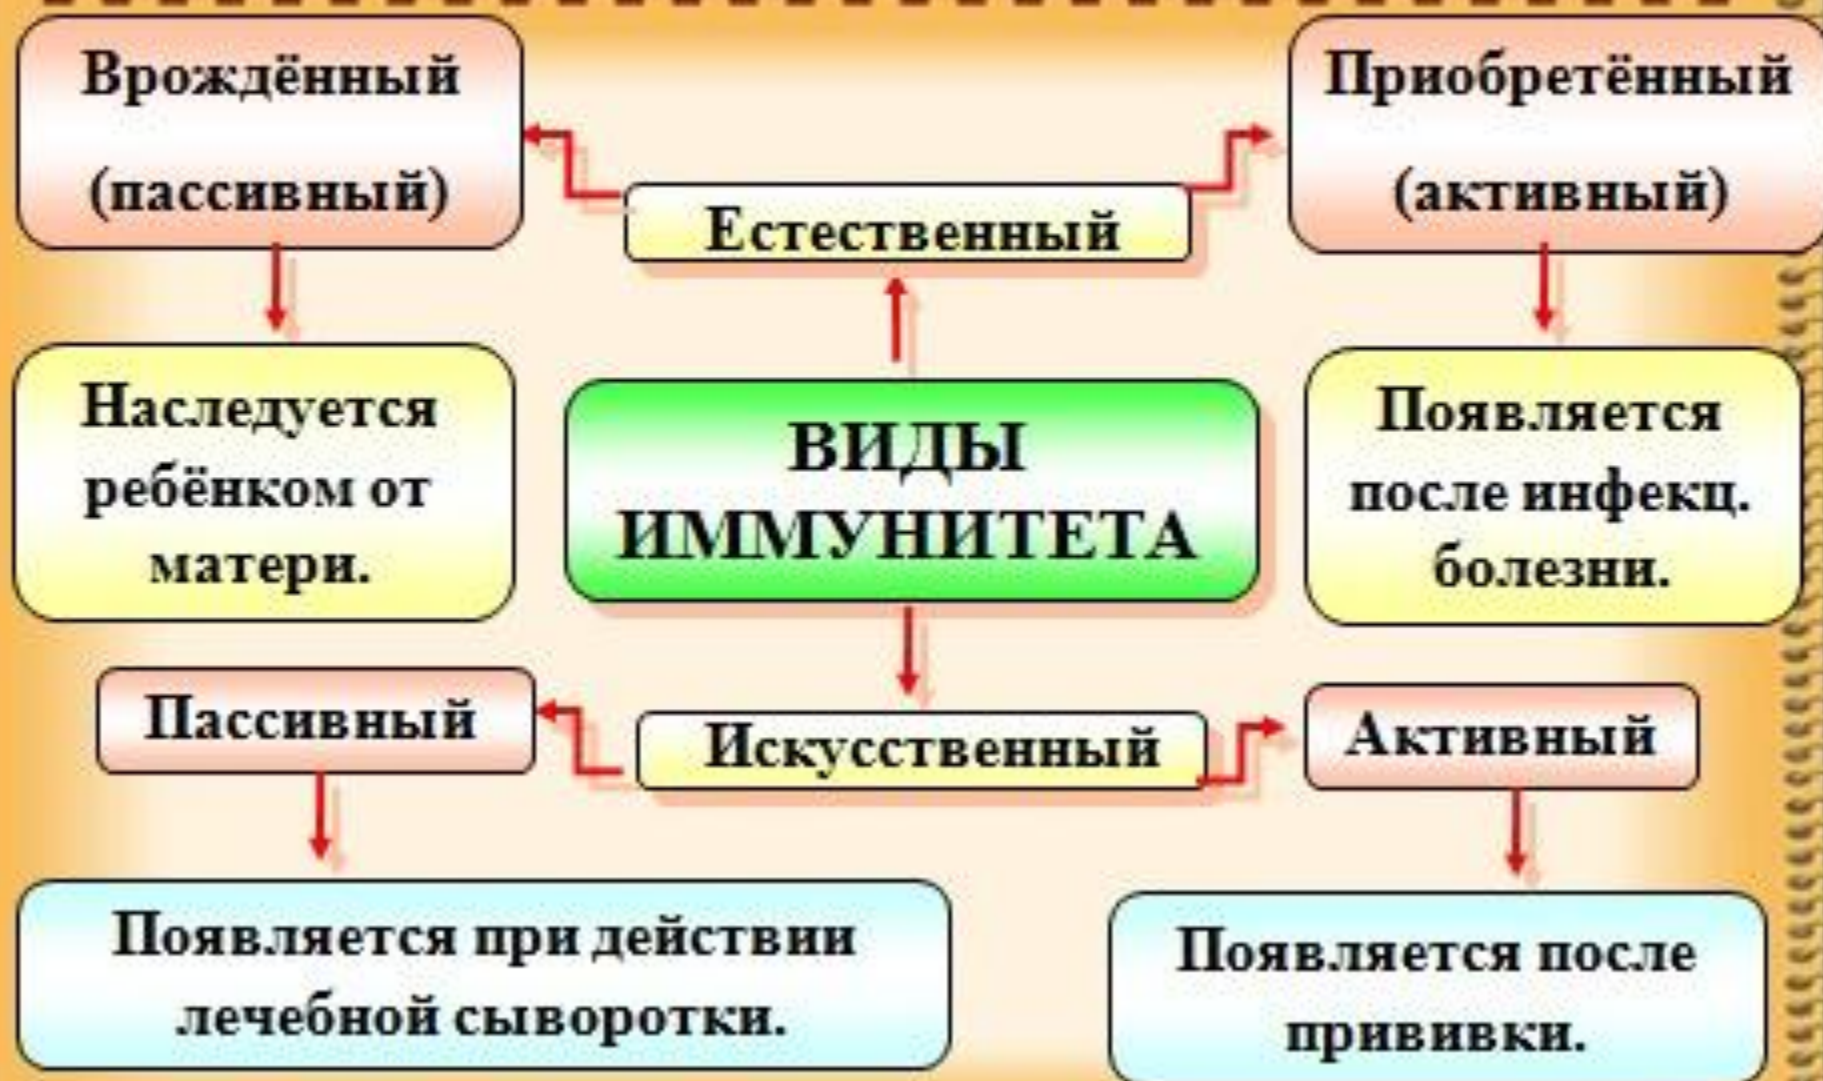 Врождённый
(пассивный)
Приобретённый
(активный)
Естественный
Наследуется
ребёнком от
матери.
ВИДЫ
ИММУНИТЕТА
Появляется
после инфекц.
болезни.
Пассивный
Искусственный
Активный
Появляется при действии
лечебной сыворотки.
Появляется после
прививки.